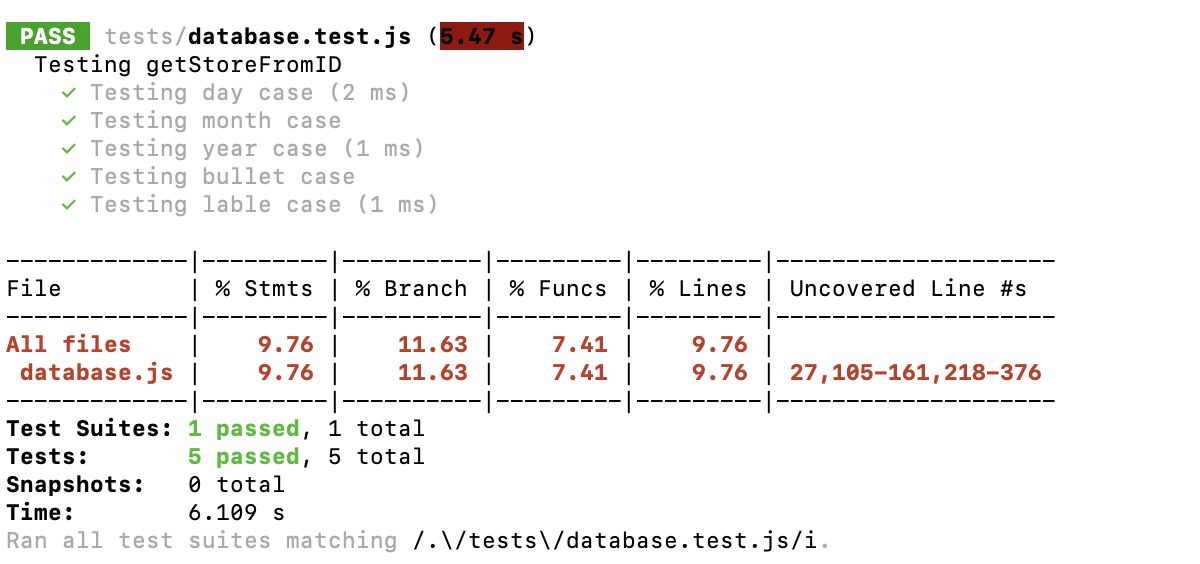 PASS tests/database.test.js (5.47 s)
Testing getStoreFromID
✓ Testing day case (2 ms)
✓ Testing month case
✓ Testing year case (1 ms)
✓ Testing bullet case
✓ Testing lable case (1 ms)
--------------|---------|----------|---------|---------|--------------------
File | % Stmts | % Branch | % Funcs | % Lines | Uncovered Line #s
--------------|---------|----------|---------|---------|--------------------
All files | 9.76 | 11.63 | 7.41 | 9.76 |
database.js | 9.76 | 11.63 | 7.41 | 9.76 | 27,105-161,218-376
--------------|---------|----------|---------|---------|--------------------
Test Suites: 1 passed, 1 total
Tests: 5 passed, 5 total
Snapshots: 0 total
Time: 6.109 s
Ran all test suites matching /.\/tests\/database.test.js/i.